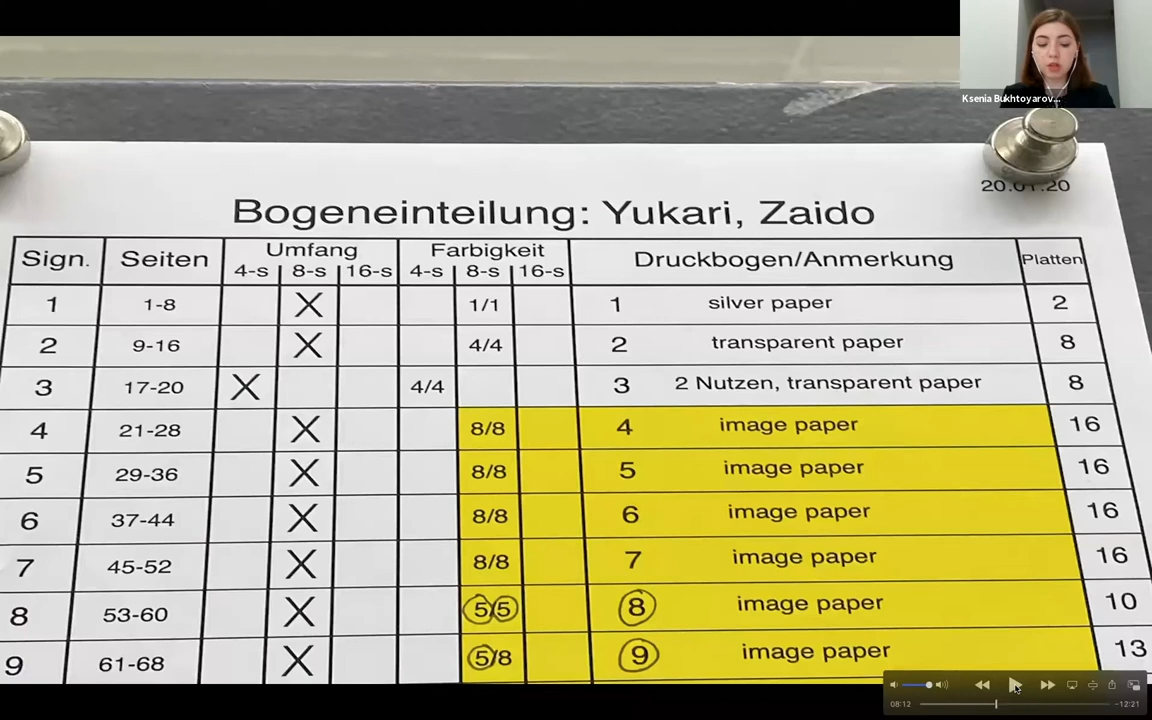 Ksenia Bukhtoyarov...
20.01.20
Bogeneinteilung: Yukari, Zaido
Sign. Seiten Umfang Farbigkeit Druckbogen/Anmerkung Platten
4-s 8-s 16-s 4-s 8-s 16-s
1 1-8 X 1/1 1 silver paper 2
2 9-16 X 4/4 2 transparent paper 8
3 17-20 X 4/4 3 2 Nutzen, transparent paper 8
4 21-28 X 8/8 4 image paper 16
5 29-36 X 8/8 5 image paper 16
6 37-44 X 8/8 6 image paper 16
7 45-52 X 8/8 7 image paper 16
8 53-60 X 5/5 8 image paper 10
9 61-68 X 5/8 9 image paper 13
08:12 -12:21